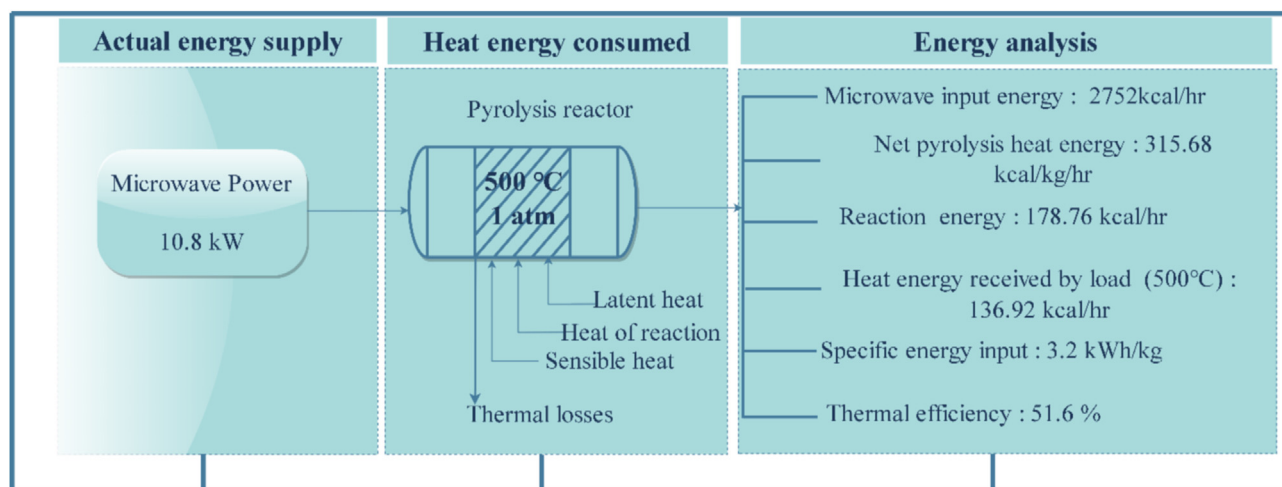 Actual energy supply
Heat energy consumed
Energy analysis
Microwave Power
10.8 kW
Pyrolysis reactor
500 °C
1 atm
Latent heat
Heat of reaction
Sensible heat
Thermal losses
Microwave input energy : 2752kcal/hr
Net pyrolysis heat energy : 315.68
kcal/kg/hr
Reaction energy : 178.76 kcal/hr
Heat energy received by load (500℃) :
136.92 kcal/hr
Specific energy input : 3.2 kWh/kg
Thermal efficiency : 51.6 %